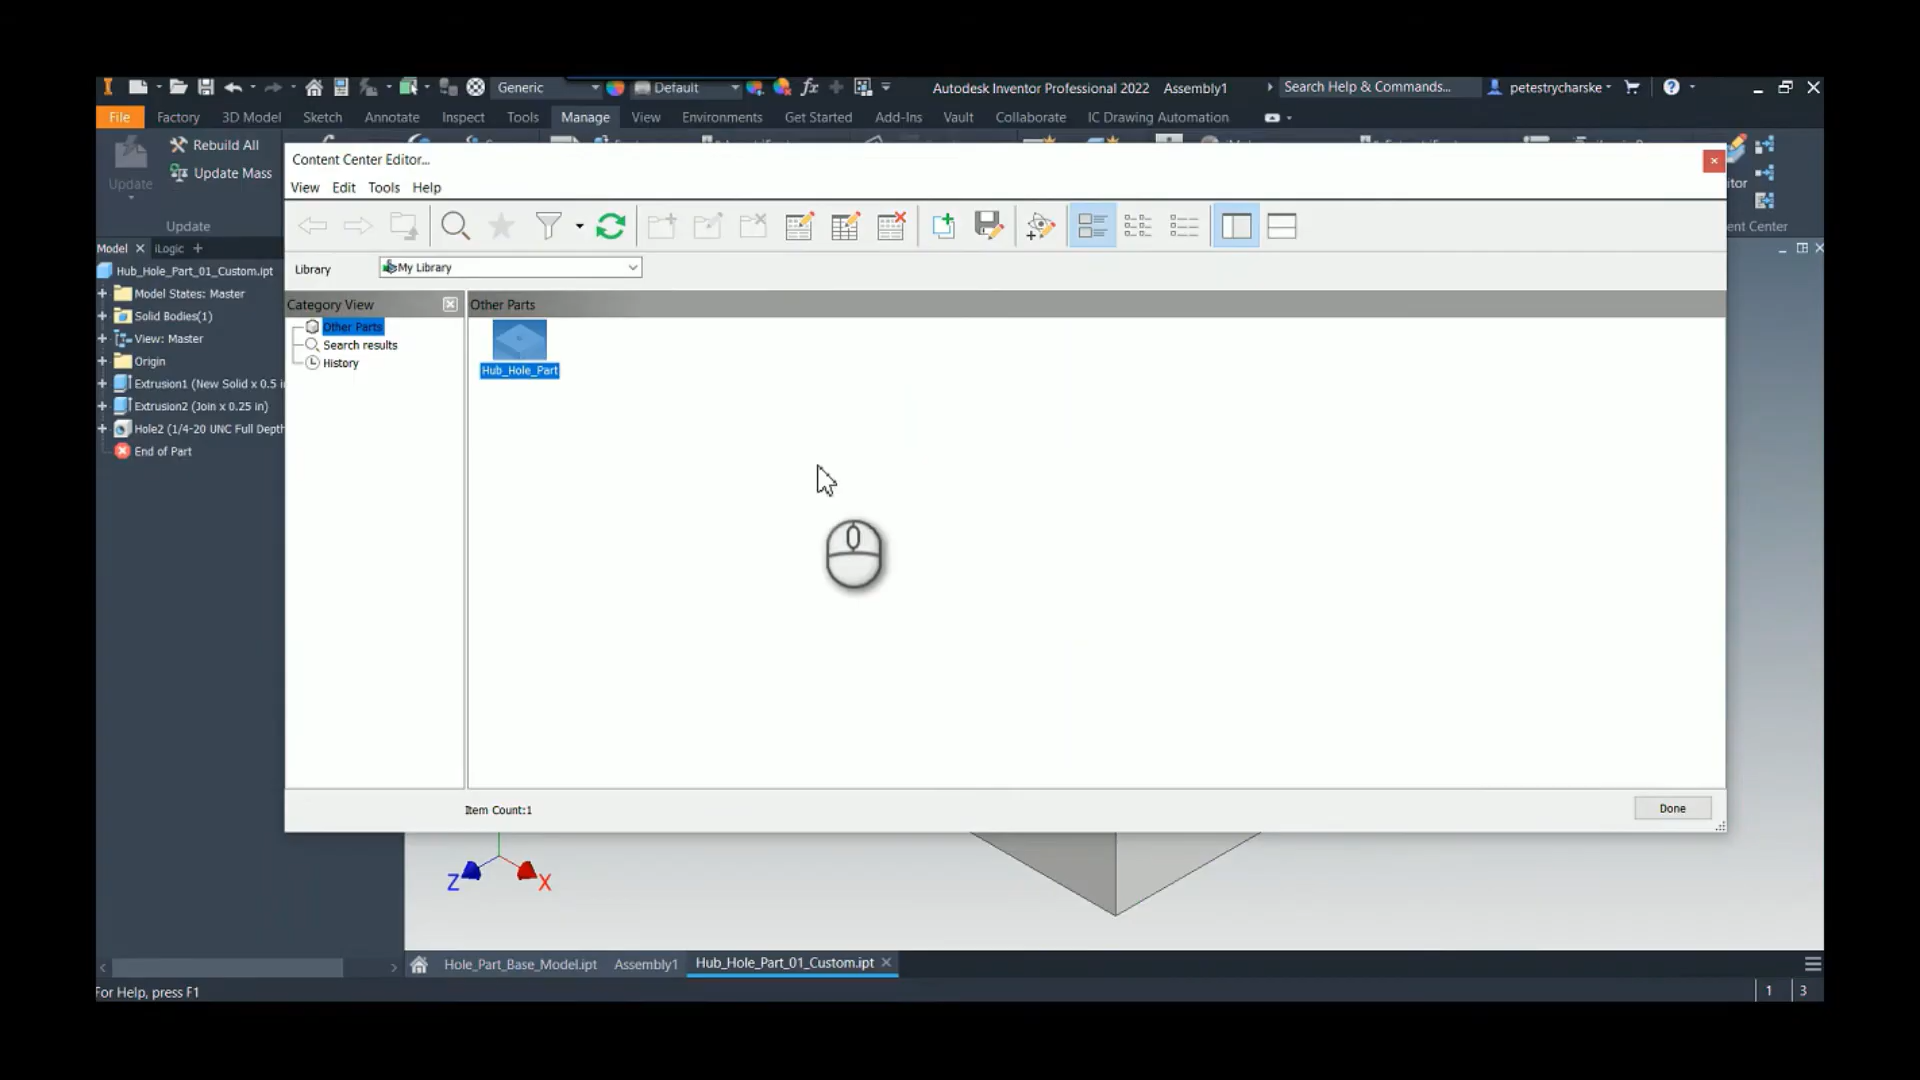 Generic
Default
Autodesk Inventor Professional 2022
Assembly1
Search Help & Commands...
petestrycharske
File
Factory
3D Model
Sketch
Annotate
Inspect
Tools
Manage
View
Environments
Get Started
Add-Ins
Vault
Collaborate
IC Drawing Automation
Update
Rebuild All
Update Mass
Update
Content Center Editor...
View
Edit
Tools
Help
Library
My Library
Model
iLogic
Hub_Hole_Part_01_Custom.ipt
Model States: Master
Solid Bodies(1)
View: Master
Origin
Extrusion1 (New Solid x 0.5 i
Extrusion2 (Join x 0.25 in)
Hole2 (1/4-20 UNC Full Depth
End of Part
Category View
Other Parts
Search results
History
Other Parts
Hub_Hole_Part
Item Count:1
Done
itor
ent Center
Z
X
Hole_Part_Base_Model.ipt
Assembly1
Hub_Hole_Part_01_Custom.ipt
For Help, press F1
1
3